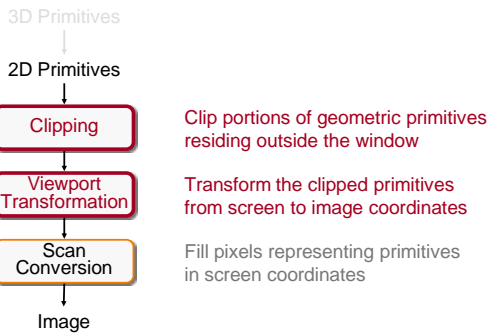 3D Primitives
2D Primitives
Clipping
Clip portions of geometric primitives
residing outside the window
Viewport
Transformation
Transform the clipped primitives
from screen to image coordinates
Scan
Conversion
Fill pixels representing primitives
in screen coordinates
Image